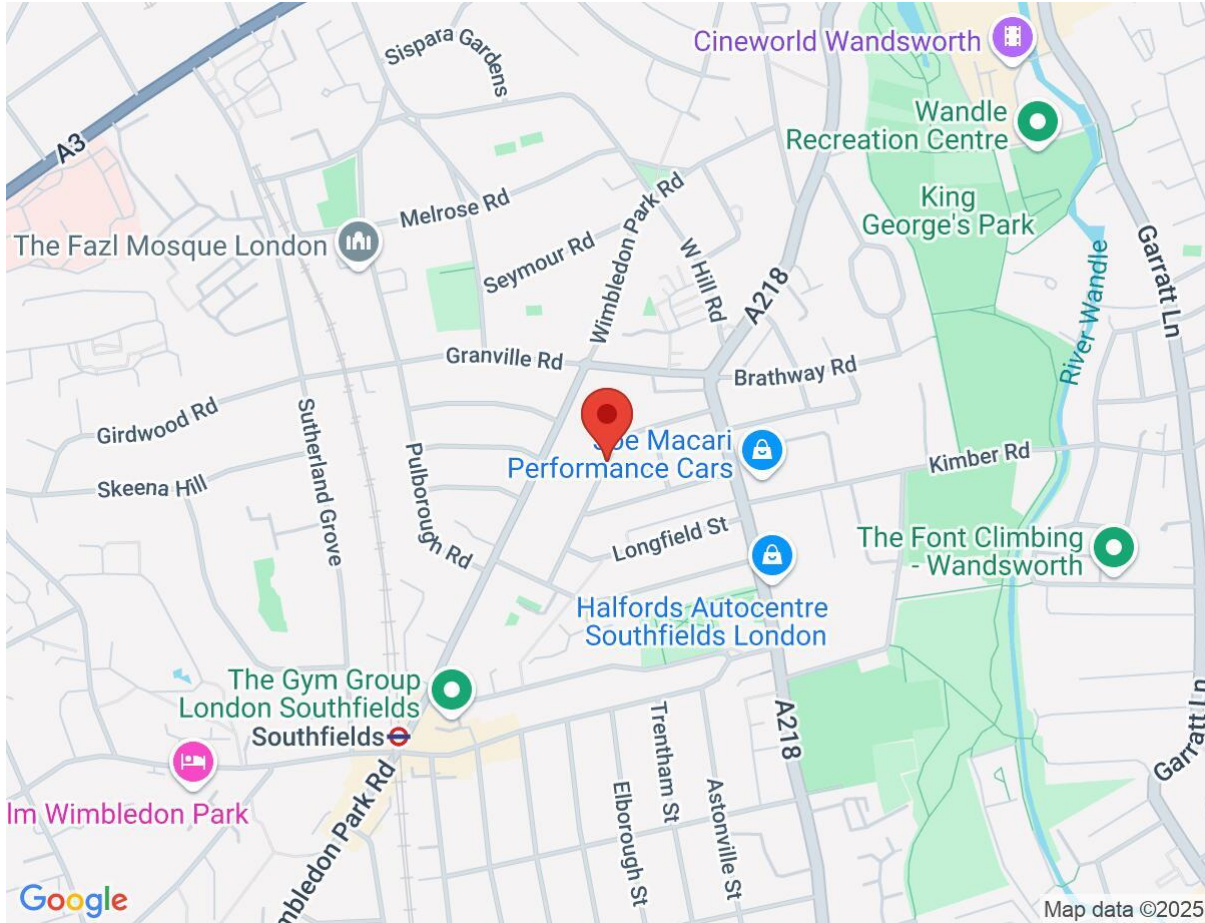 Sispara Gardens
Cineworld Wandsworth
A3
Wandle
Recreation Centre
Melrose Rd
Wimbledon Park Rd
King
George's Park
The Fazl Mosque London
Seymour Rd
W Hill Rd
A218
Garratt Ln
River Wandle
Granville Rd
Brathway Rd
Girdwood Rd
Sutherland Grove
Macari
Performance Cars
Pulborough Rd
Kimber Rd
Skeena Hill
Longfield St
The Font Climbing
- Wandsworth
Halfords Autocentre
Southfields London
The Gym Group
London Southfields
Southfields
Trentham St
A218
Garratt Ln
lm Wimbledon Park
Elborough St
Astonville St
mbledon Park Rd
Google
Map data ©2025